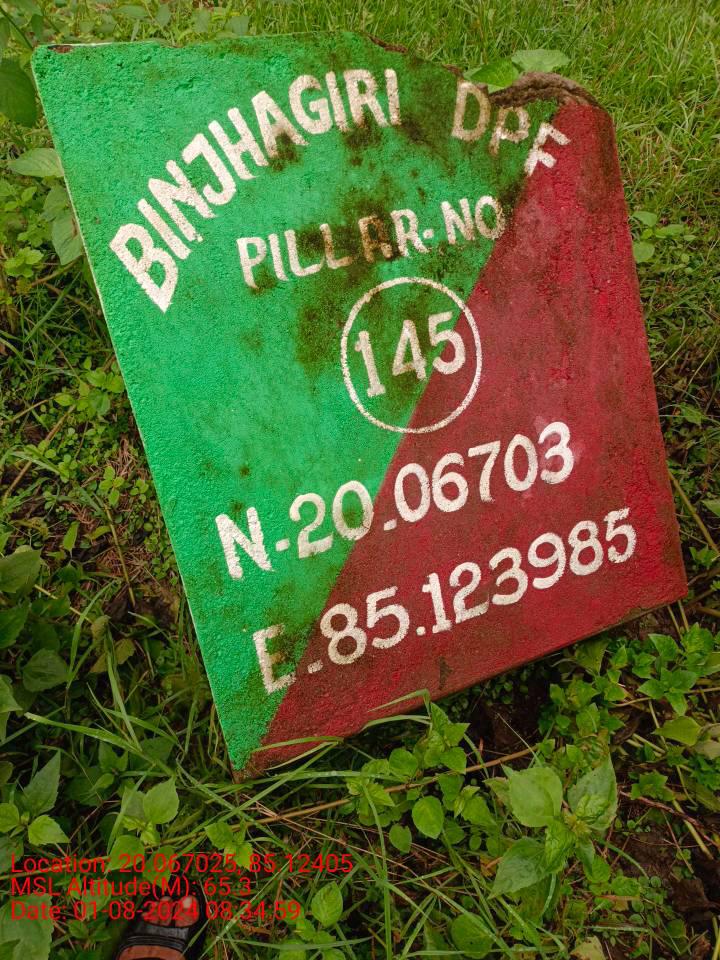 BINJHAGIRI DPF
PILLAR-NO
145
N-20.06703
E-85.123985
Location: 20.067025, 85.12405
MSL Altitude(M): 65.3
Date: 01-08-2024 08:34:59